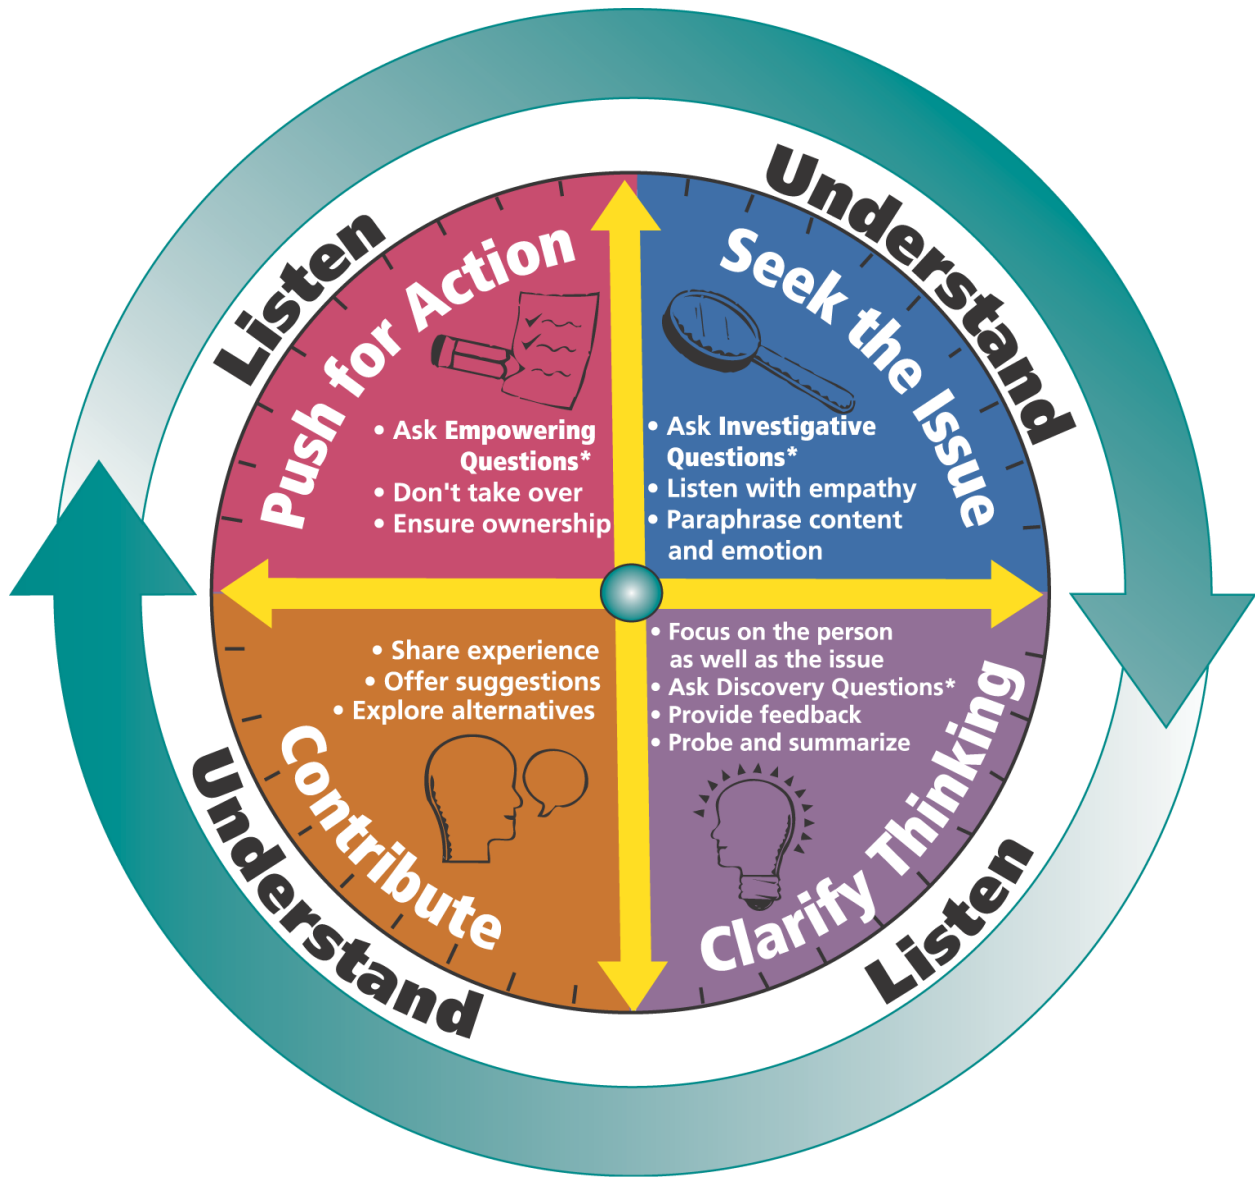 Listen
Understand
Push for Action
• Ask Empowering
Questions*
• Don't take over
• Ensure ownership
Seek the Issue
• Ask Investigative
Questions*
• Listen with empathy
• Paraphrase content
and emotion
• Share experience
• Offer suggestions
• Explore alternatives
Contribute
• Focus on the person
as well as the issue
• Ask Discovery Questions*
• Provide feedback
• Probe and summarize
Clarify Thinking
Understand
Listen